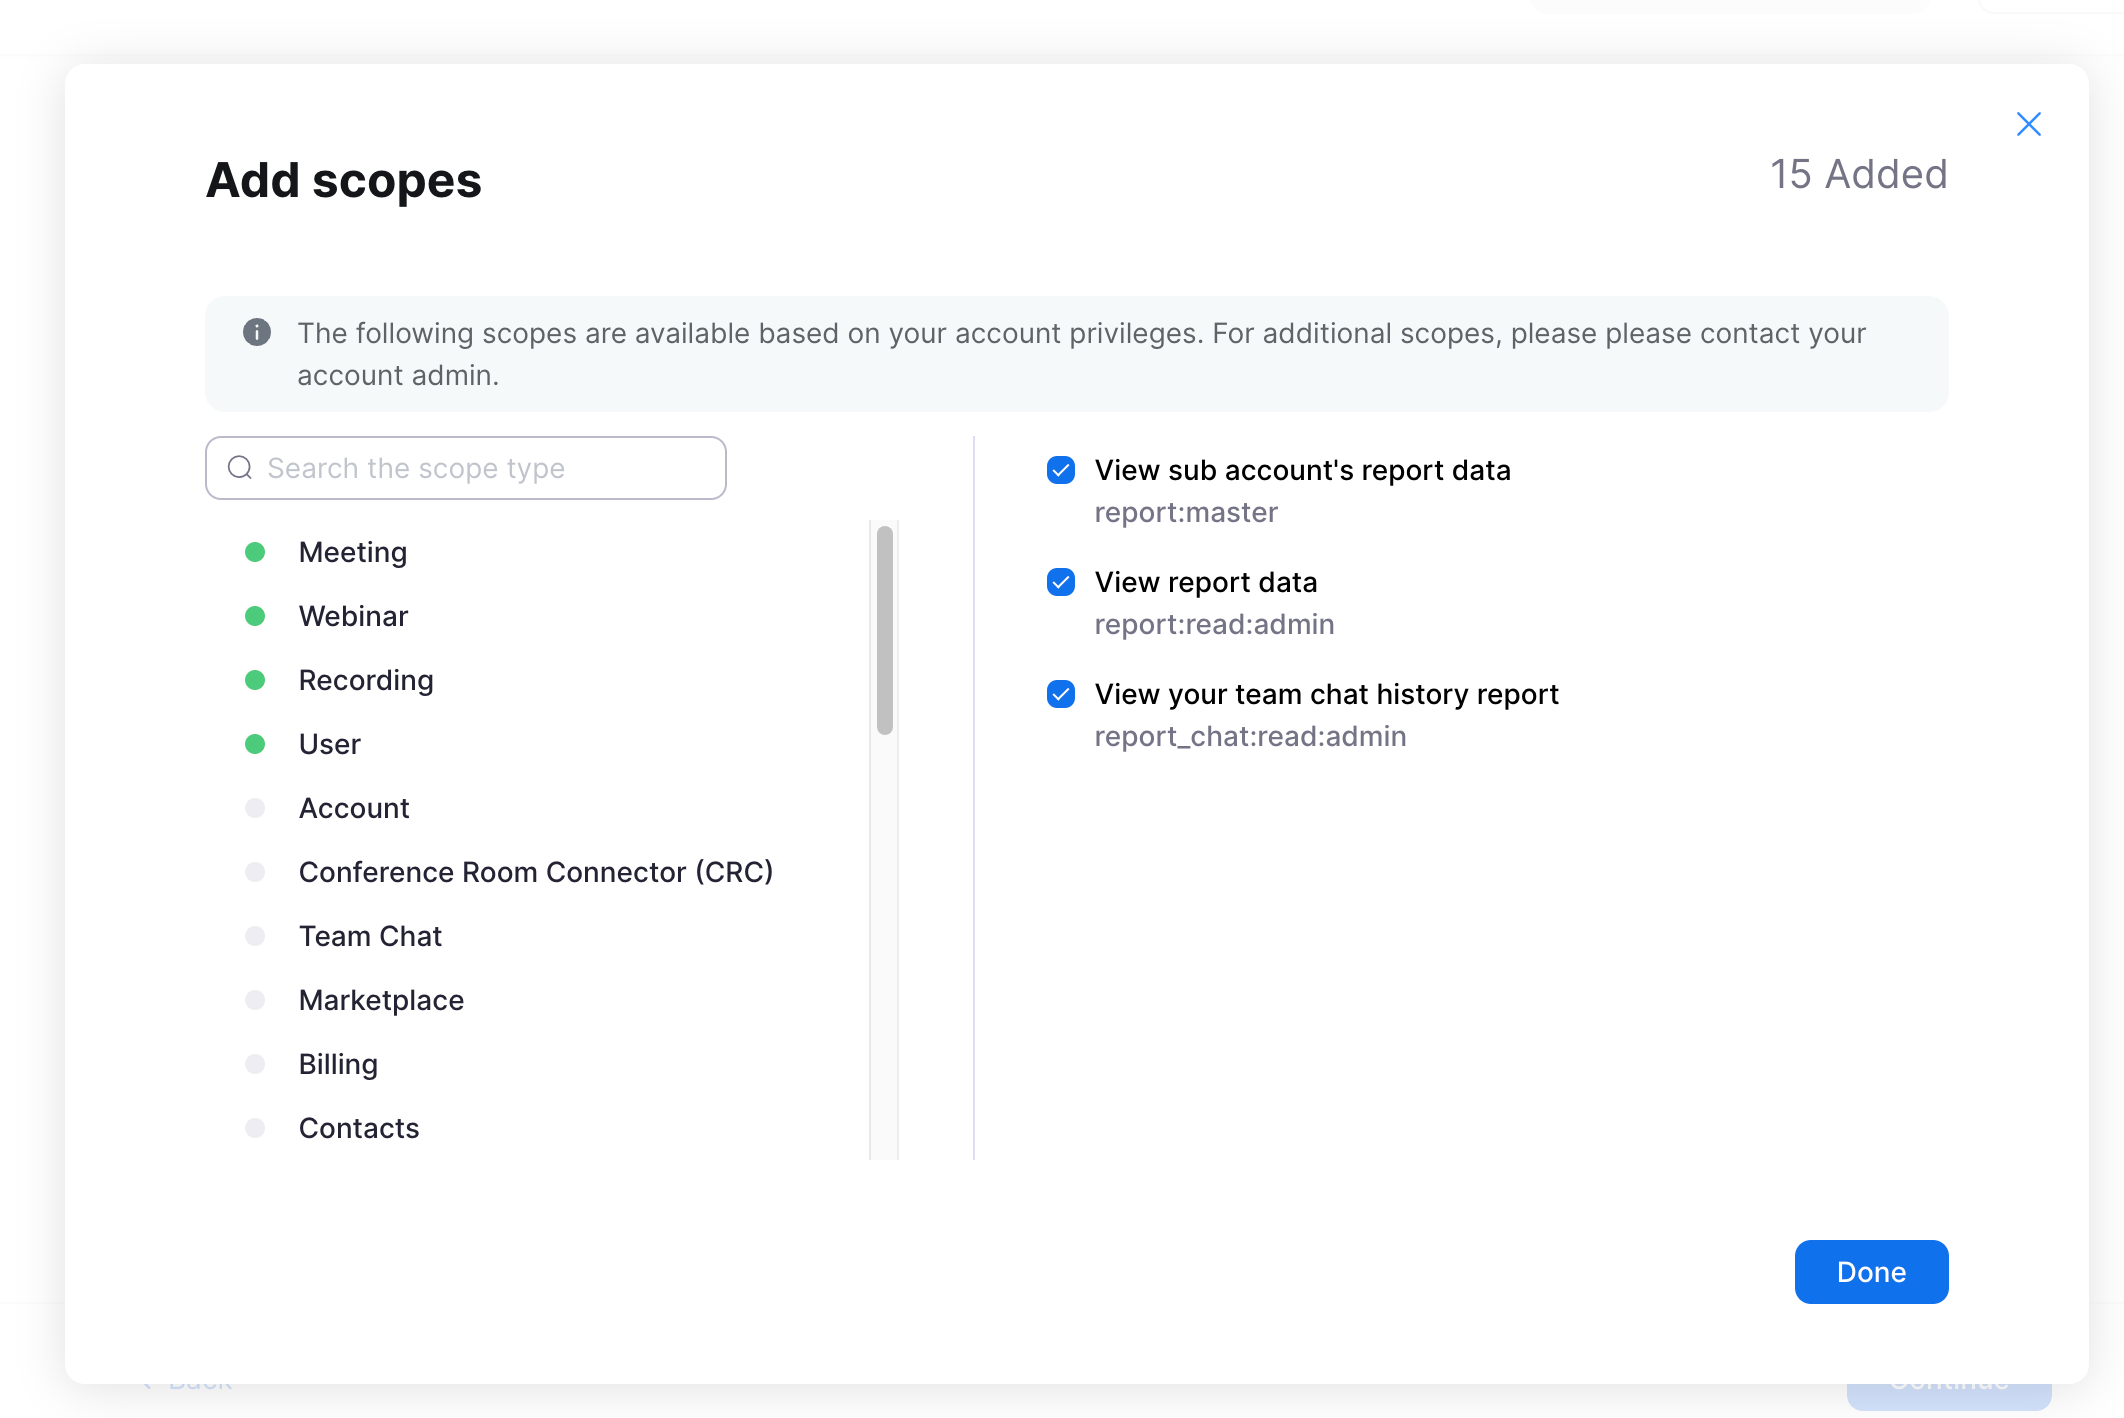 Add scopes
15 Added
The following scopes are available based on your account privileges. For additional scopes, please please contact your
account admin.
Search the scope type
Meeting
Webinar
Recording
User
Account
Conference Room Connector (CRC)
Team Chat
Marketplace
Billing
Contacts
View sub account's report data
report:master
View report data
report:read:admin
View your team chat history report
report_chat:read:admin
Done
Back
Continue